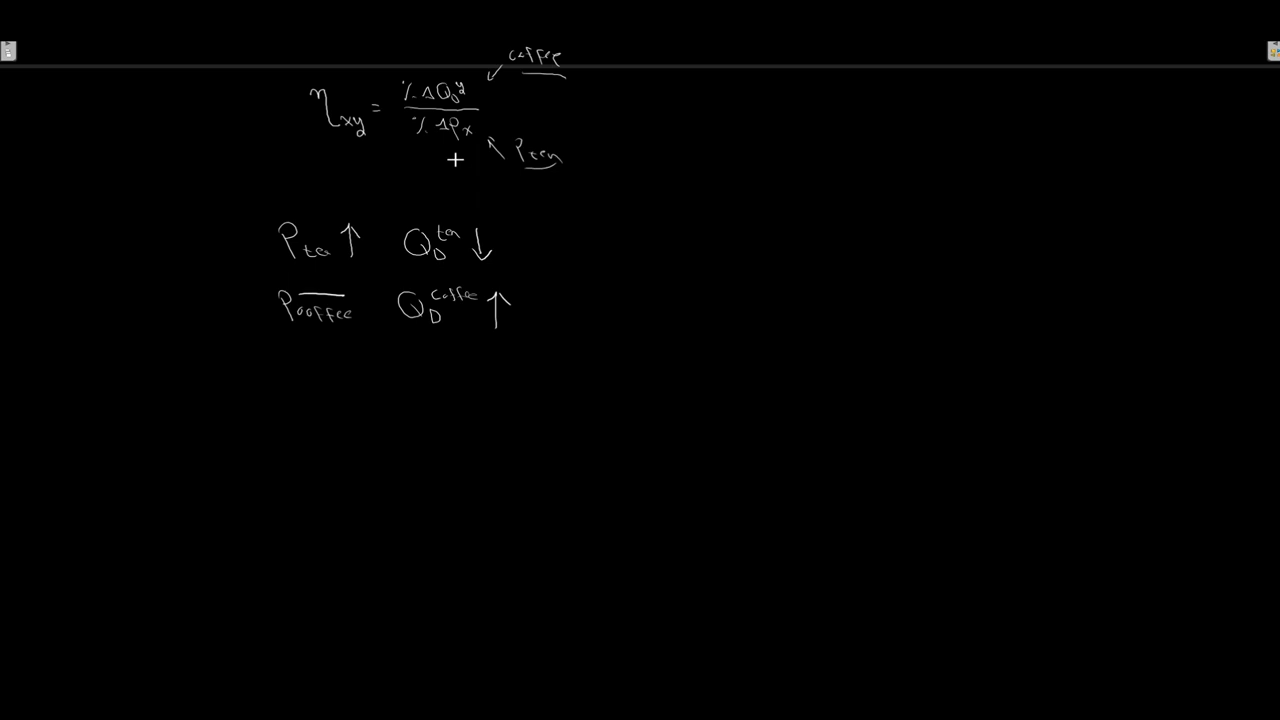 coffee
η_xy = %ΔQ_D^y / %ΔP_x
P_tea
P_tea ↑ Q_D^tea ↓
P_coffee Q_D^coffee ↑